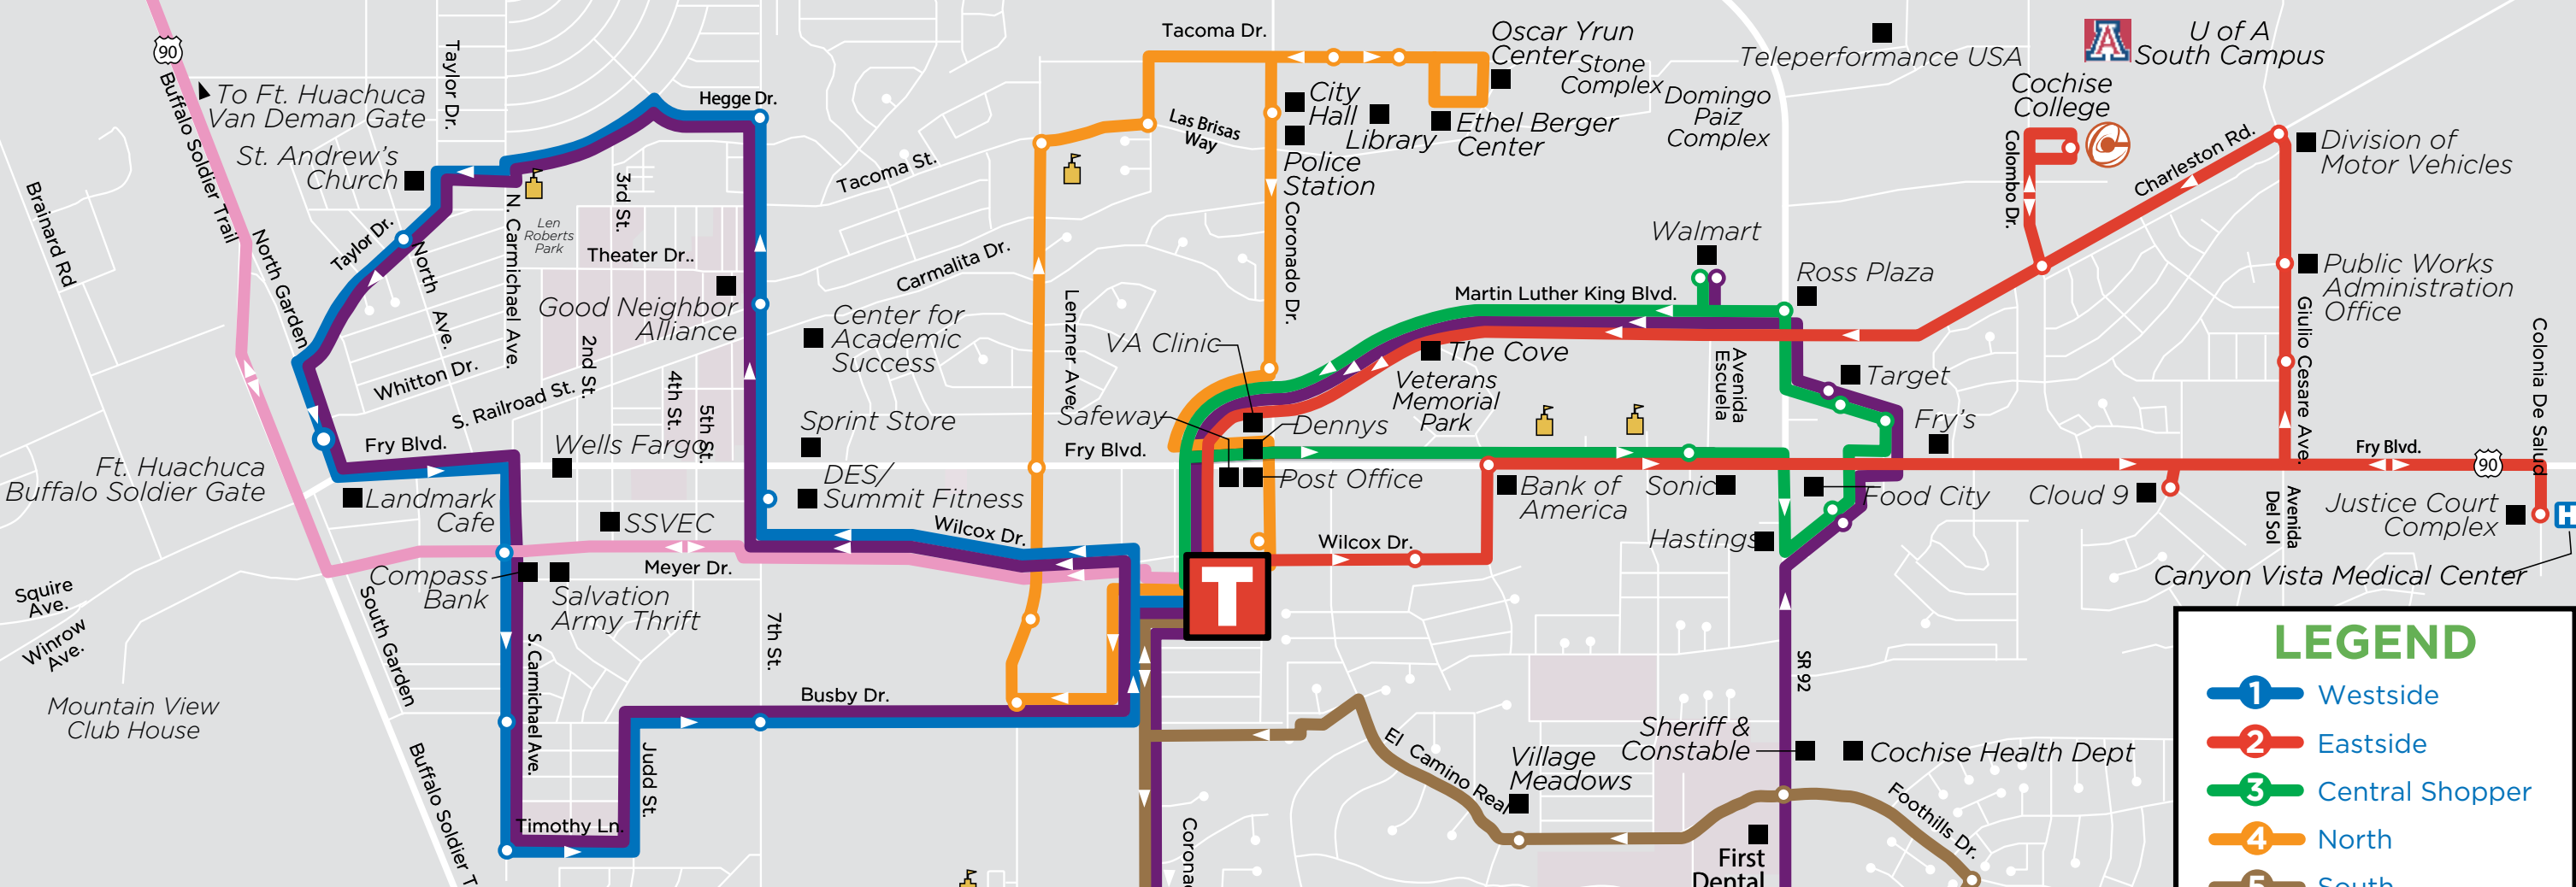 90
Buffalo Soldier Trail
To Ft. Huachuca
Van Deman Gate
Taylor Dr.
St. Andrew's
Church
Brainard Rd
North Garden
Taylor Dr.
North Ave.
N. Carmichael Ave.
Len
Roberts
Park
3rd St.
Hegge Dr.
Theater Dr..
Good Neighbor
Alliance
2nd St.
Whitton Dr.
S. Railroad St.
4th St.
5th St.
Fry Blvd.
Wells Fargo
Ft. Huachuca
Buffalo Soldier Gate
Landmark
Cafe
SSVEC
Squire
Ave.
Winrow
Ave.
Compass
Bank
Salvation
Army Thrift
Meyer Dr.
South Garden
Mountain View
Club House
Buffalo Soldier T
S. Carmichael Ave.
Timothy Ln.
Judd St.
7th St.
Busby Dr.
Tacoma St.
Carmalita Dr.
Center for
Academic
Success
Sprint Store
DES/
Summit Fitness
Wilcox Dr.
Tacoma Dr.
Las Brisas
Way
Lenzner Ave.
Coronado Dr.
City
Hall
Library
Police
Station
Oscar Yrun
Center
Stone
Complex
Ethel Berger
Center
Domingo
Paiz
Complex
Teleperformance USA
A
U of A
South Campus
Cochise
College
C
Colombo Dr.
Charleston Rd.
Division of
Motor Vehicles
Public Works
Administration
Office
Giulio Cesare Ave.
Colonia De Salud
Walmart
Ross Plaza
Martin Luther King Blvd.
VA Clinic
The Cove
Veterans
Memorial
Park
Avenida
Escuela
Target
Safeway
Dennys
Fry's
Fry Blvd.
Fry Blvd.
90
Post Office
Bank of
America
Sonic
Food City
Cloud 9
Avenida
Del Sol
Justice Court
Complex
H
Hastings
Wilcox Dr.
Canyon Vista Medical Center
T
SR 92
Sheriff &
Constable
Cochise Health Dept
El Camino Real
Village
Meadows
Foothills Dr.
First
Dental
Corona
LEGEND
1 Westside
2 Eastside
3 Central Shopper
4 North
5 South